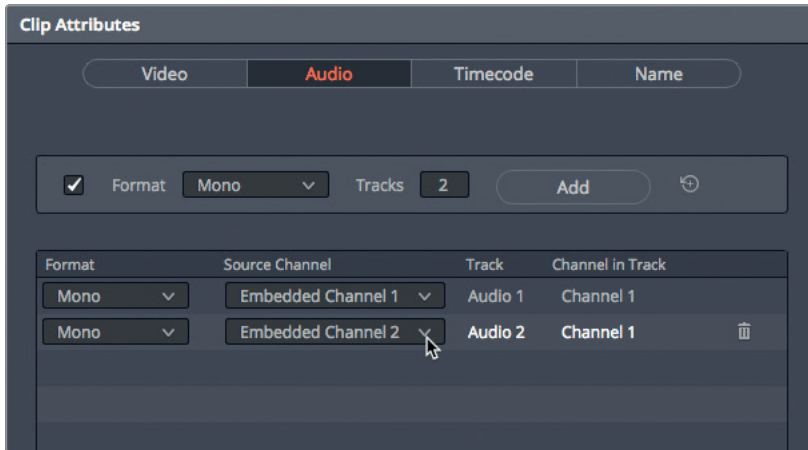 Clip Attributes
Video Audio Timecode Name
Format Mono Tracks 2 Add
Format Source Channel Track Channel in Track
Mono Embedded Channel 1 Audio 1 Channel 1
Mono Embedded Channel 2 Audio 2 Channel 1